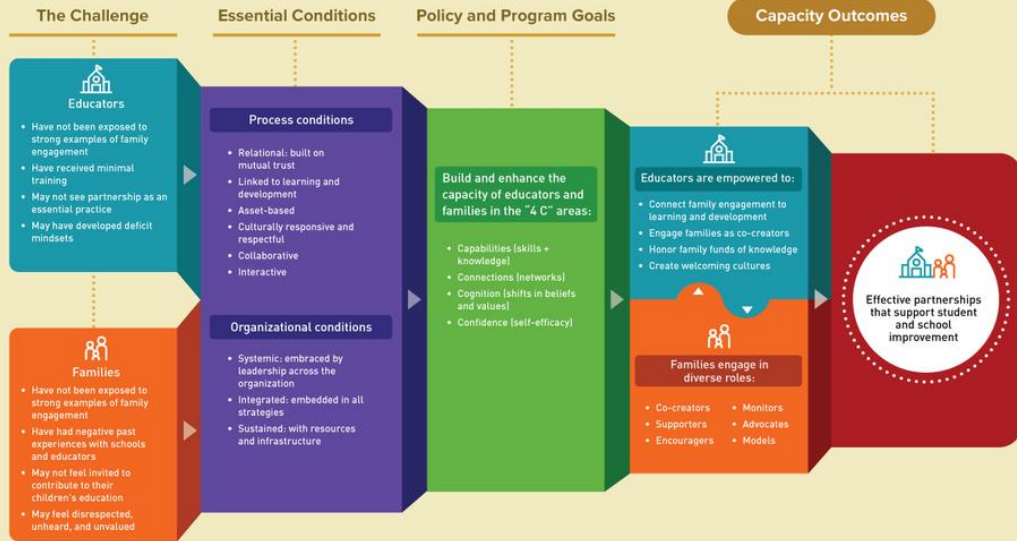 The Challenge
Essential Conditions
Policy and Program Goals
Capacity Outcomes
Educators
• Have not been exposed to
strong examples of family
engagement
• Have received minimal
training
• May not see partnership as an
essential practice
• May have developed deficit
mindsets
Families
• Have not been exposed to
strong examples of family
engagement
• Have had negative past
experiences with schools
and educators
• May not feel invited to
contribute to their
children's education
• May feel disrespected,
unheard, and unvalued
Process conditions
• Relational: built on
mutual trust
• Linked to learning and
development
• Asset-based
• Culturally responsive and
respectful
• Collaborative
• Interactive
Organizational conditions
• Systemic: embraced by
leadership across the
organization
• Integrated: embedded in all
strategies
• Sustained: with resources
and infrastructure
Build and enhance the
capacity of educators and
families in the "4 C" areas:
• Capabilities (skills +
knowledge)
• Connections (networks)
• Cognition (shifts in beliefs
and values)
• Confidence (self-efficacy)
Educators are empowered to:
• Connect family engagement to
learning and development
• Engage families as co-creators
• Honor family funds of knowledge
• Create welcoming cultures
Families engage in
diverse roles:
• Co-creators
• Supporters
• Encouragers
• Monitors
• Advocates
• Models
Effective partnerships
that support student
and school
improvement